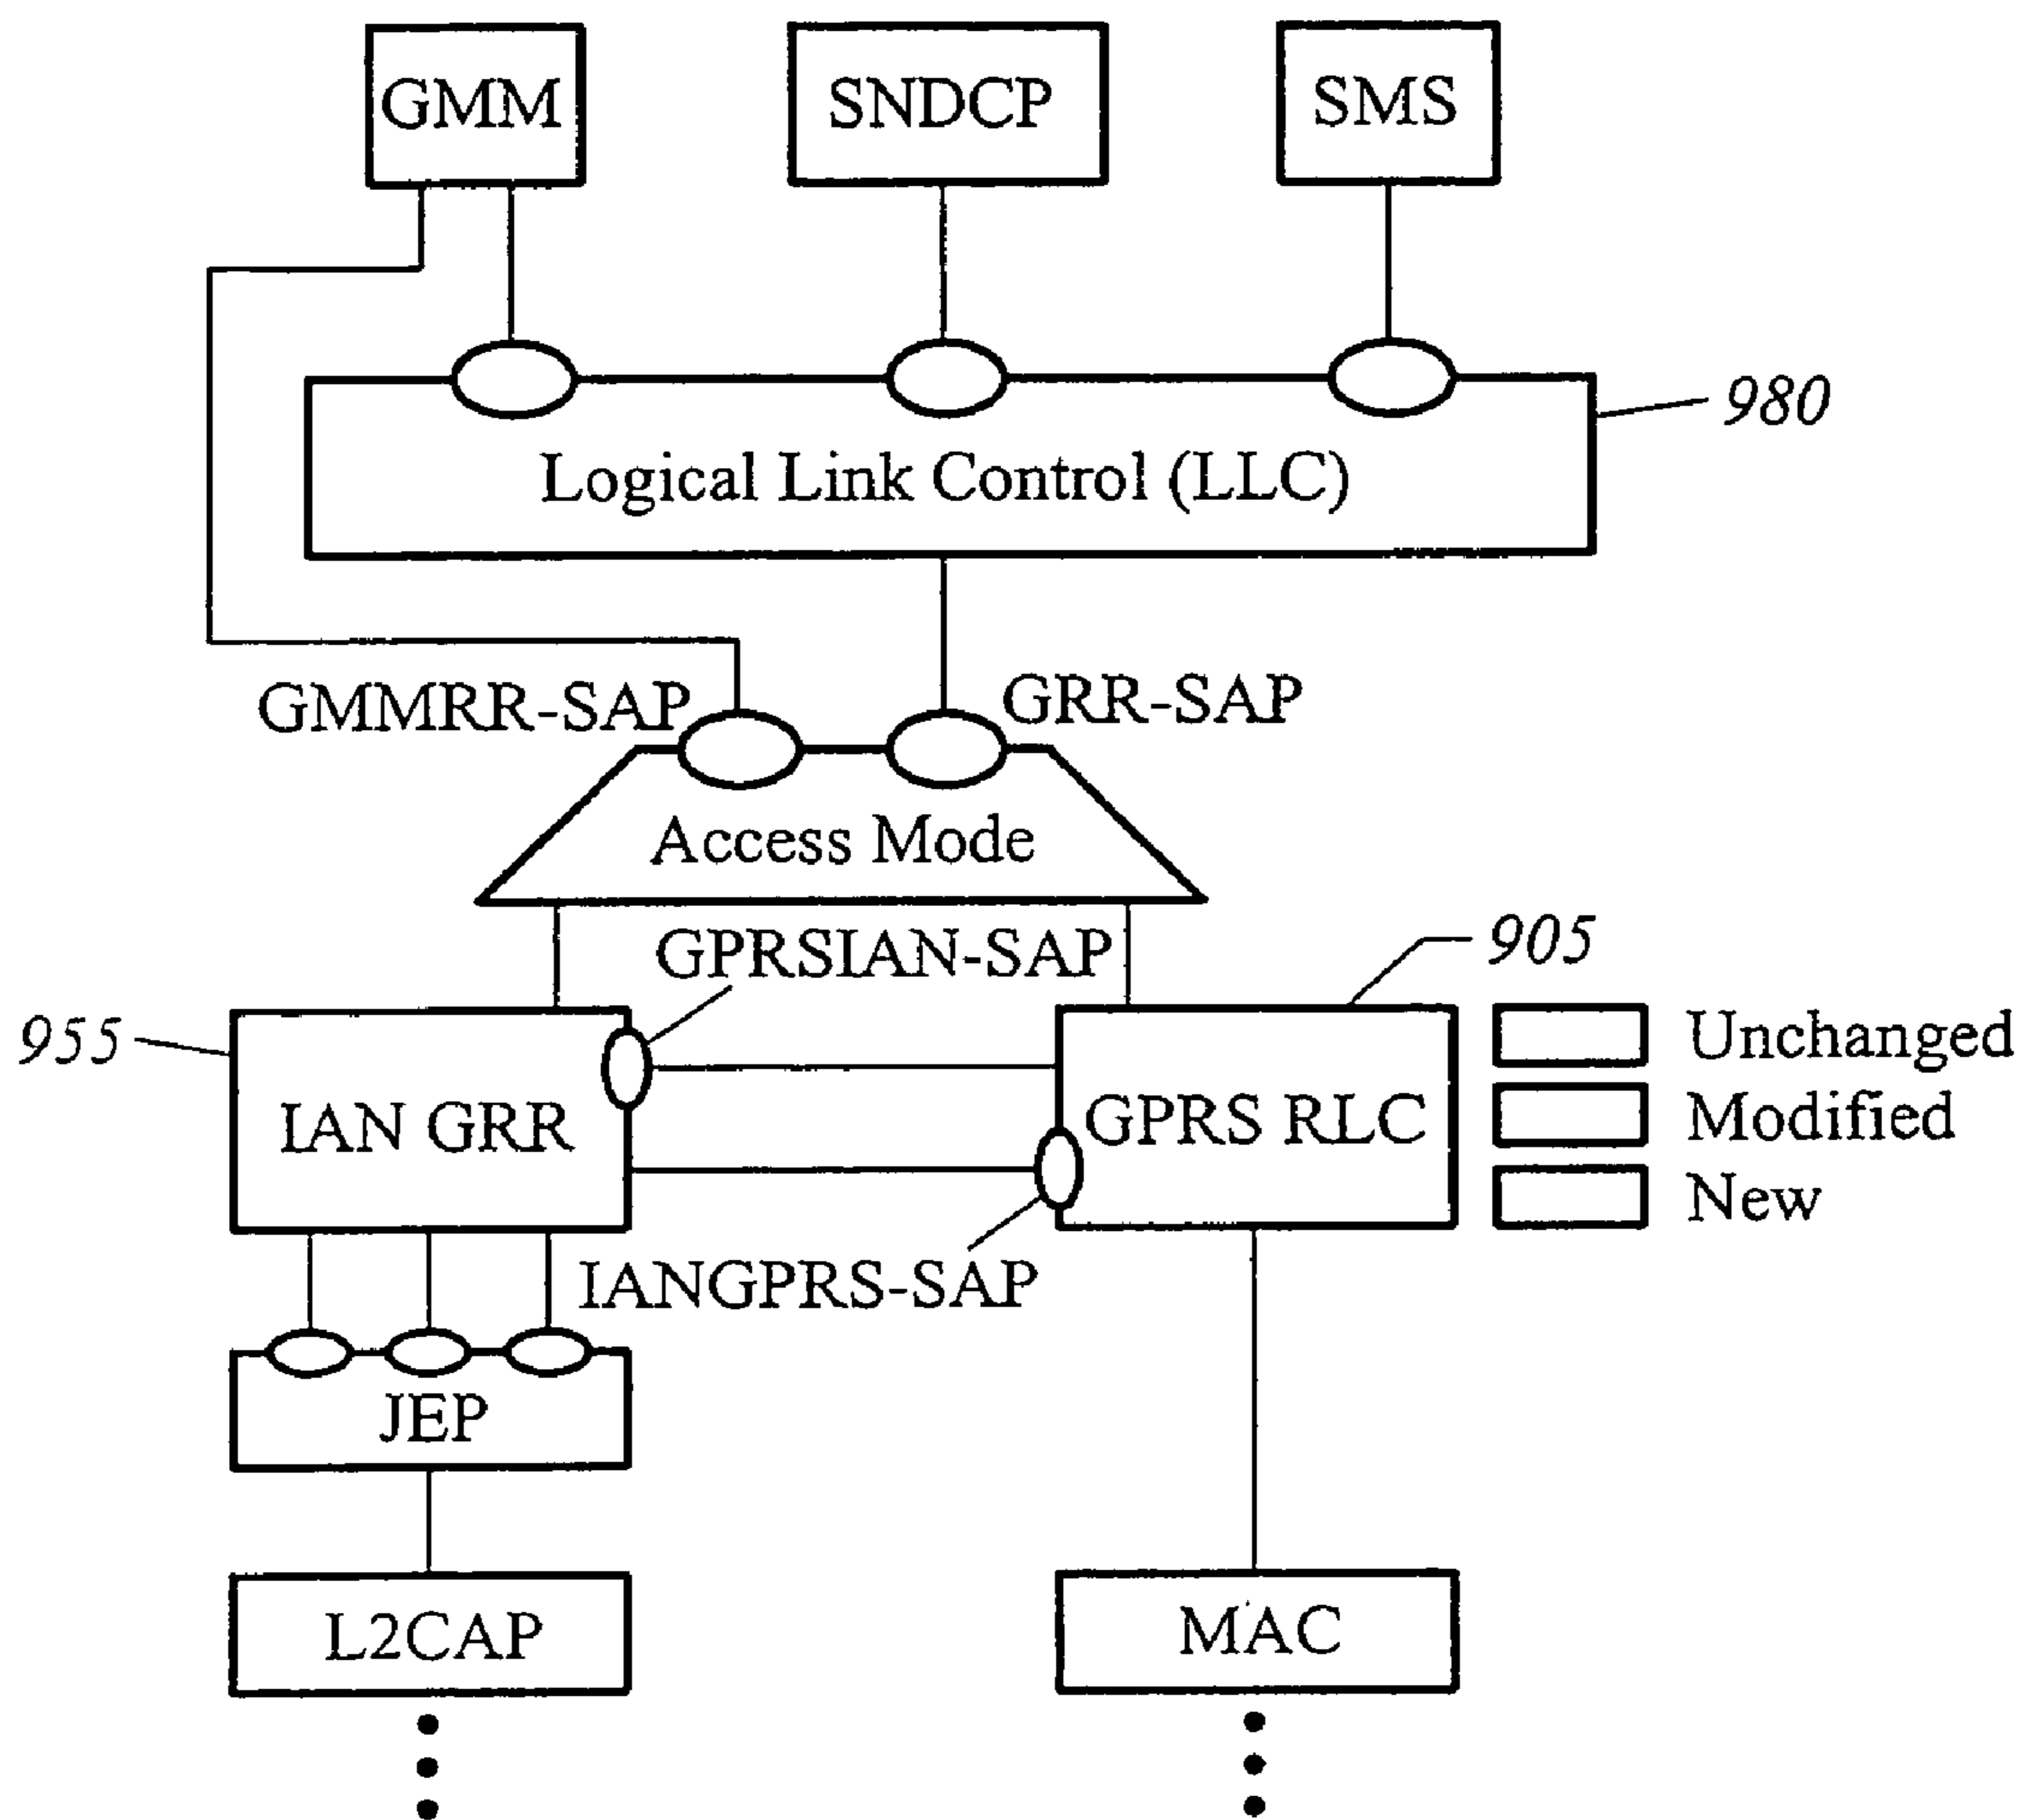 GMM
SNDCP
SMS
980
Logical Link Control (LLC)
GMMRR-SAP
GRR-SAP
Access Mode
GPRSIAN-SAP
905
955
Unchanged
IAN GRR
GPRS RLC
Modified
New
IANGPRS-SAP
JEP
L2CAP
MAC